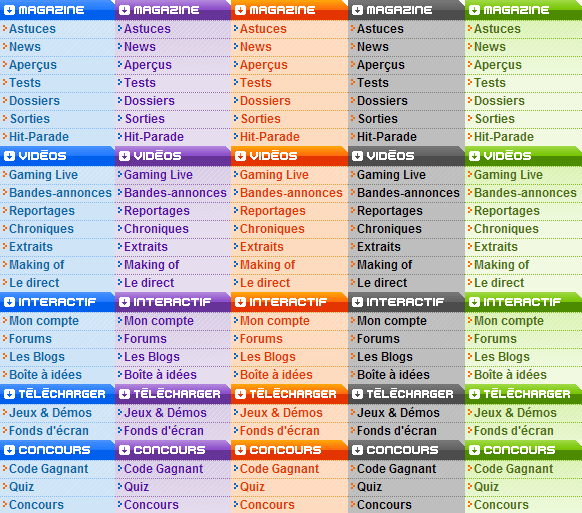 MAGAZINE MAGAZINE MAGAZINE MAGAZINE MAGAZINE
Astuces Astuces Astuces Astuces Astuces
News News News News News
Aperçus Aperçus Aperçus Aperçus Aperçus
Tests Tests Tests Tests Tests
Dossiers Dossiers Dossiers Dossiers Dossiers
Sorties Sorties Sorties Sorties Sorties
Hit-Parade Hit-Parade Hit-Parade Hit-Parade Hit-Parade
VIDÉOS VIDÉOS VIDÉOS VIDÉOS VIDÉOS
Gaming Live Gaming Live Gaming Live Gaming Live Gaming Live
Bandes-annonces Bandes-annonces Bandes-annonces Bandes-annonces Bandes-annonces
Reportages Reportages Reportages Reportages Reportages
Chroniques Chroniques Chroniques Chroniques Chroniques
Extraits Extraits Extraits Extraits Extraits
Making of Making of Making of Making of Making of
Le direct Le direct Le direct Le direct Le direct
INTERACTIF INTERACTIF INTERACTIF INTERACTIF INTERACTIF
Mon compte Mon compte Mon compte Mon compte Mon compte
Forums Forums Forums Forums Forums
Les Blogs Les Blogs Les Blogs Les Blogs Les Blogs
Boîte à idées Boîte à idées Boîte à idées Boîte à idées Boîte à idées
TÉLÉCHARGER TÉLÉCHARGER TÉLÉCHARGER TÉLÉCHARGER TÉLÉCHARGER
Jeux & Démos Jeux & Démos Jeux & Démos Jeux & Démos Jeux & Démos
Fonds d'écran Fonds d'écran Fonds d'écran Fonds d'écran Fonds d'écran
CONCOURS CONCOURS CONCOURS CONCOURS CONCOURS
Code Gagnant Code Gagnant Code Gagnant Code Gagnant Code Gagnant
Quiz Quiz Quiz Quiz Quiz
Concours Concours Concours Concours Concours